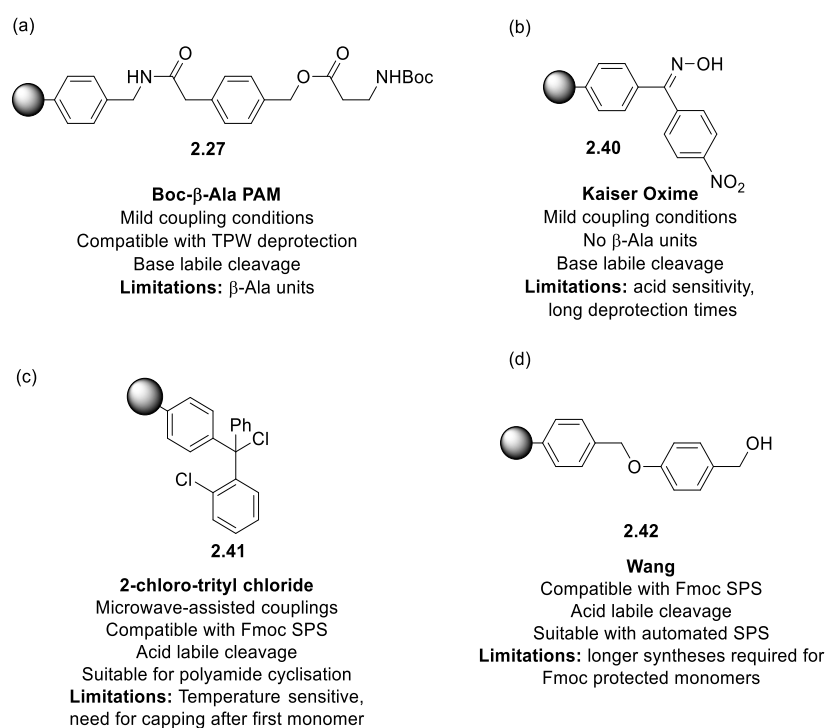 (a)
HN
O
O
O
NHBoc
2.27
Boc-β-Ala PAM
Mild coupling conditions
Compatible with TPW deprotection
Base labile cleavage
Limitations: β-Ala units
(b)
N
OH
NO2
2.40
Kaiser Oxime
Mild coupling conditions
No β-Ala units
Base labile cleavage
Limitations: acid sensitivity,
long deprotection times
(c)
Ph
Cl
Cl
2.41
2-chloro-trityl chloride
Microwave-assisted couplings
Compatible with Fmoc SPS
Acid labile cleavage
Suitable for polyamide cyclisation
Limitations: Temperature sensitive,
need for capping after first monomer
(d)
OH
O
2.42
Wang
Compatible with Fmoc SPS
Acid labile cleavage
Suitable with automated SPS
Limitations: longer syntheses required for
Fmoc protected monomers